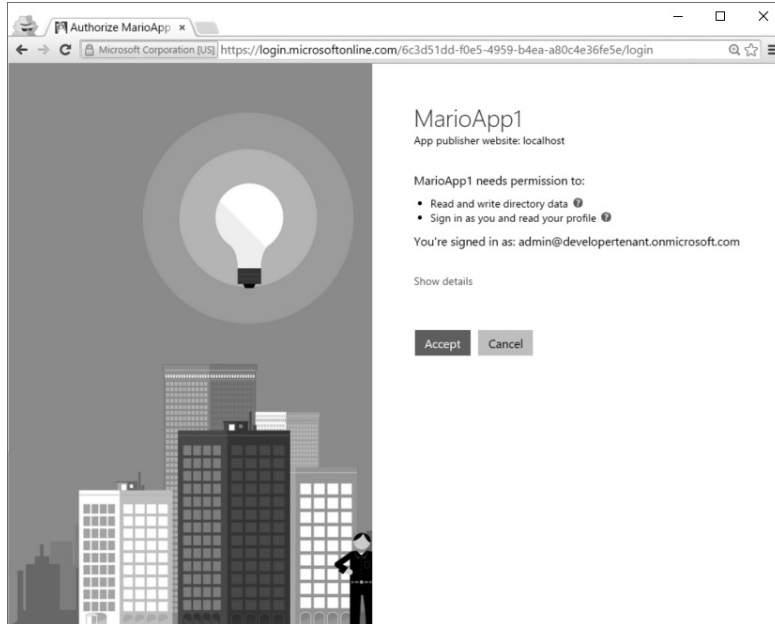 Authorize MarioApp
Microsoft Corporation [US] https://login.microsoftonline.com/6c3d51dd-f0e5-4959-b4ea-a80c4e36fe5e/login
MarioApp1
App publisher website: localhost
MarioApp1 needs permission to:
Read and write directory data
Sign in as you and read your profile
You're signed in as: admin@developertenant.onmicrosoft.com
Show details
Accept Cancel